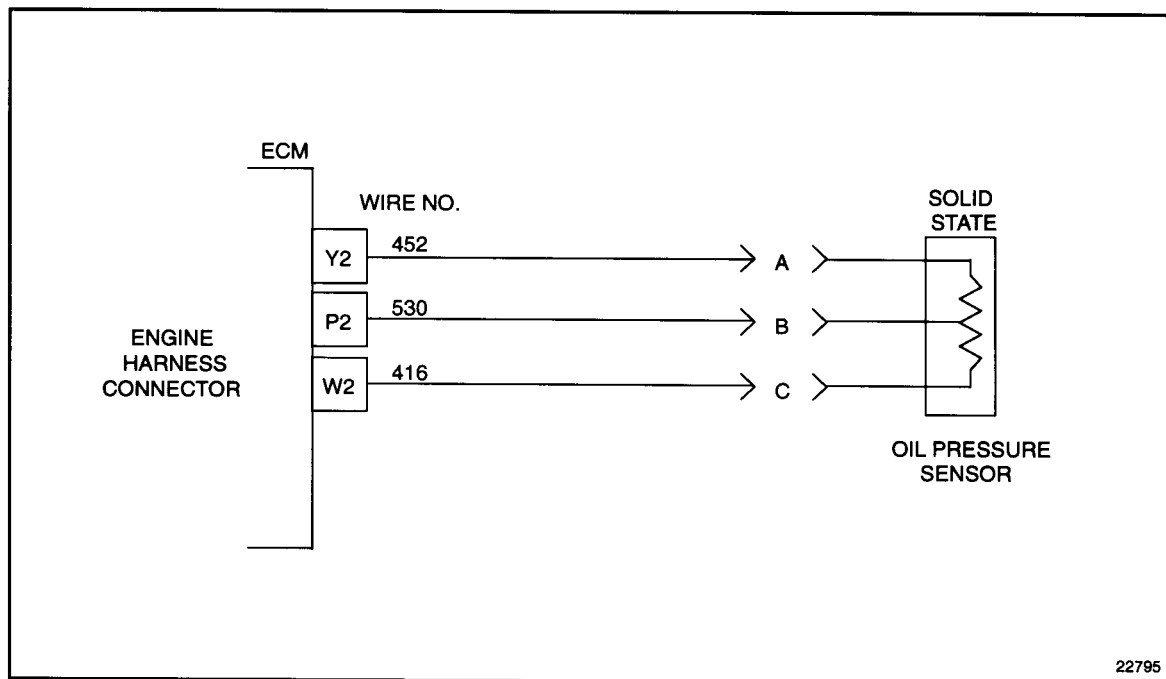 ECM
WIRE NO.
SOLID
STATE
Y2
452
A
P2
530
B
ENGINE
HARNESS
CONNECTOR
W2
416
C
OIL PRESSURE
SENSOR
22795